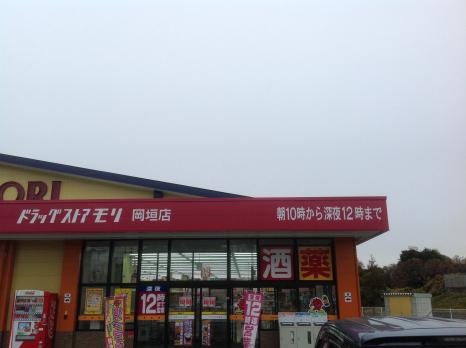 ORI
ドラッグストアモリ 岡垣店 朝10時から深夜12時まで
酒 薬
深夜
12時
12